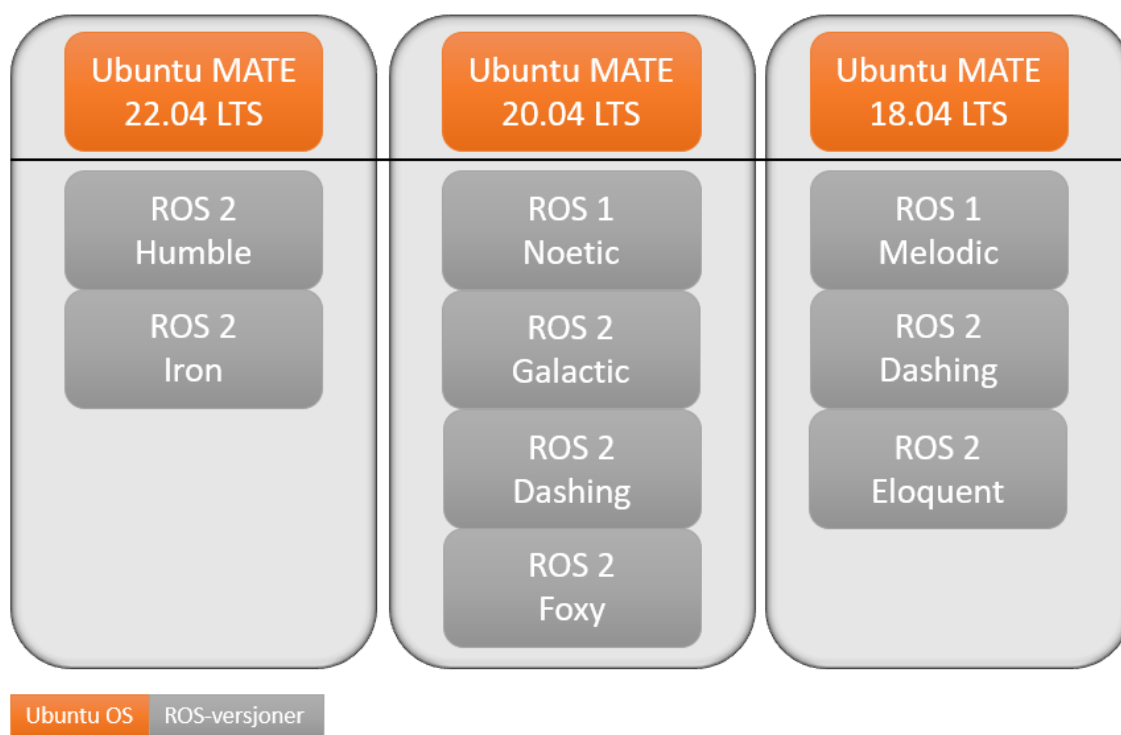 Ubuntu MATE
22.04 LTS
ROS 2
Humble
ROS 2
Iron
Ubuntu MATE
20.04 LTS
ROS 1
Noetic
ROS 2
Galactic
ROS 2
Dashing
ROS 2
Foxy
Ubuntu MATE
18.04 LTS
ROS 1
Melodic
ROS 2
Dashing
ROS 2
Eloquent
Ubuntu OS
ROS-versjoner